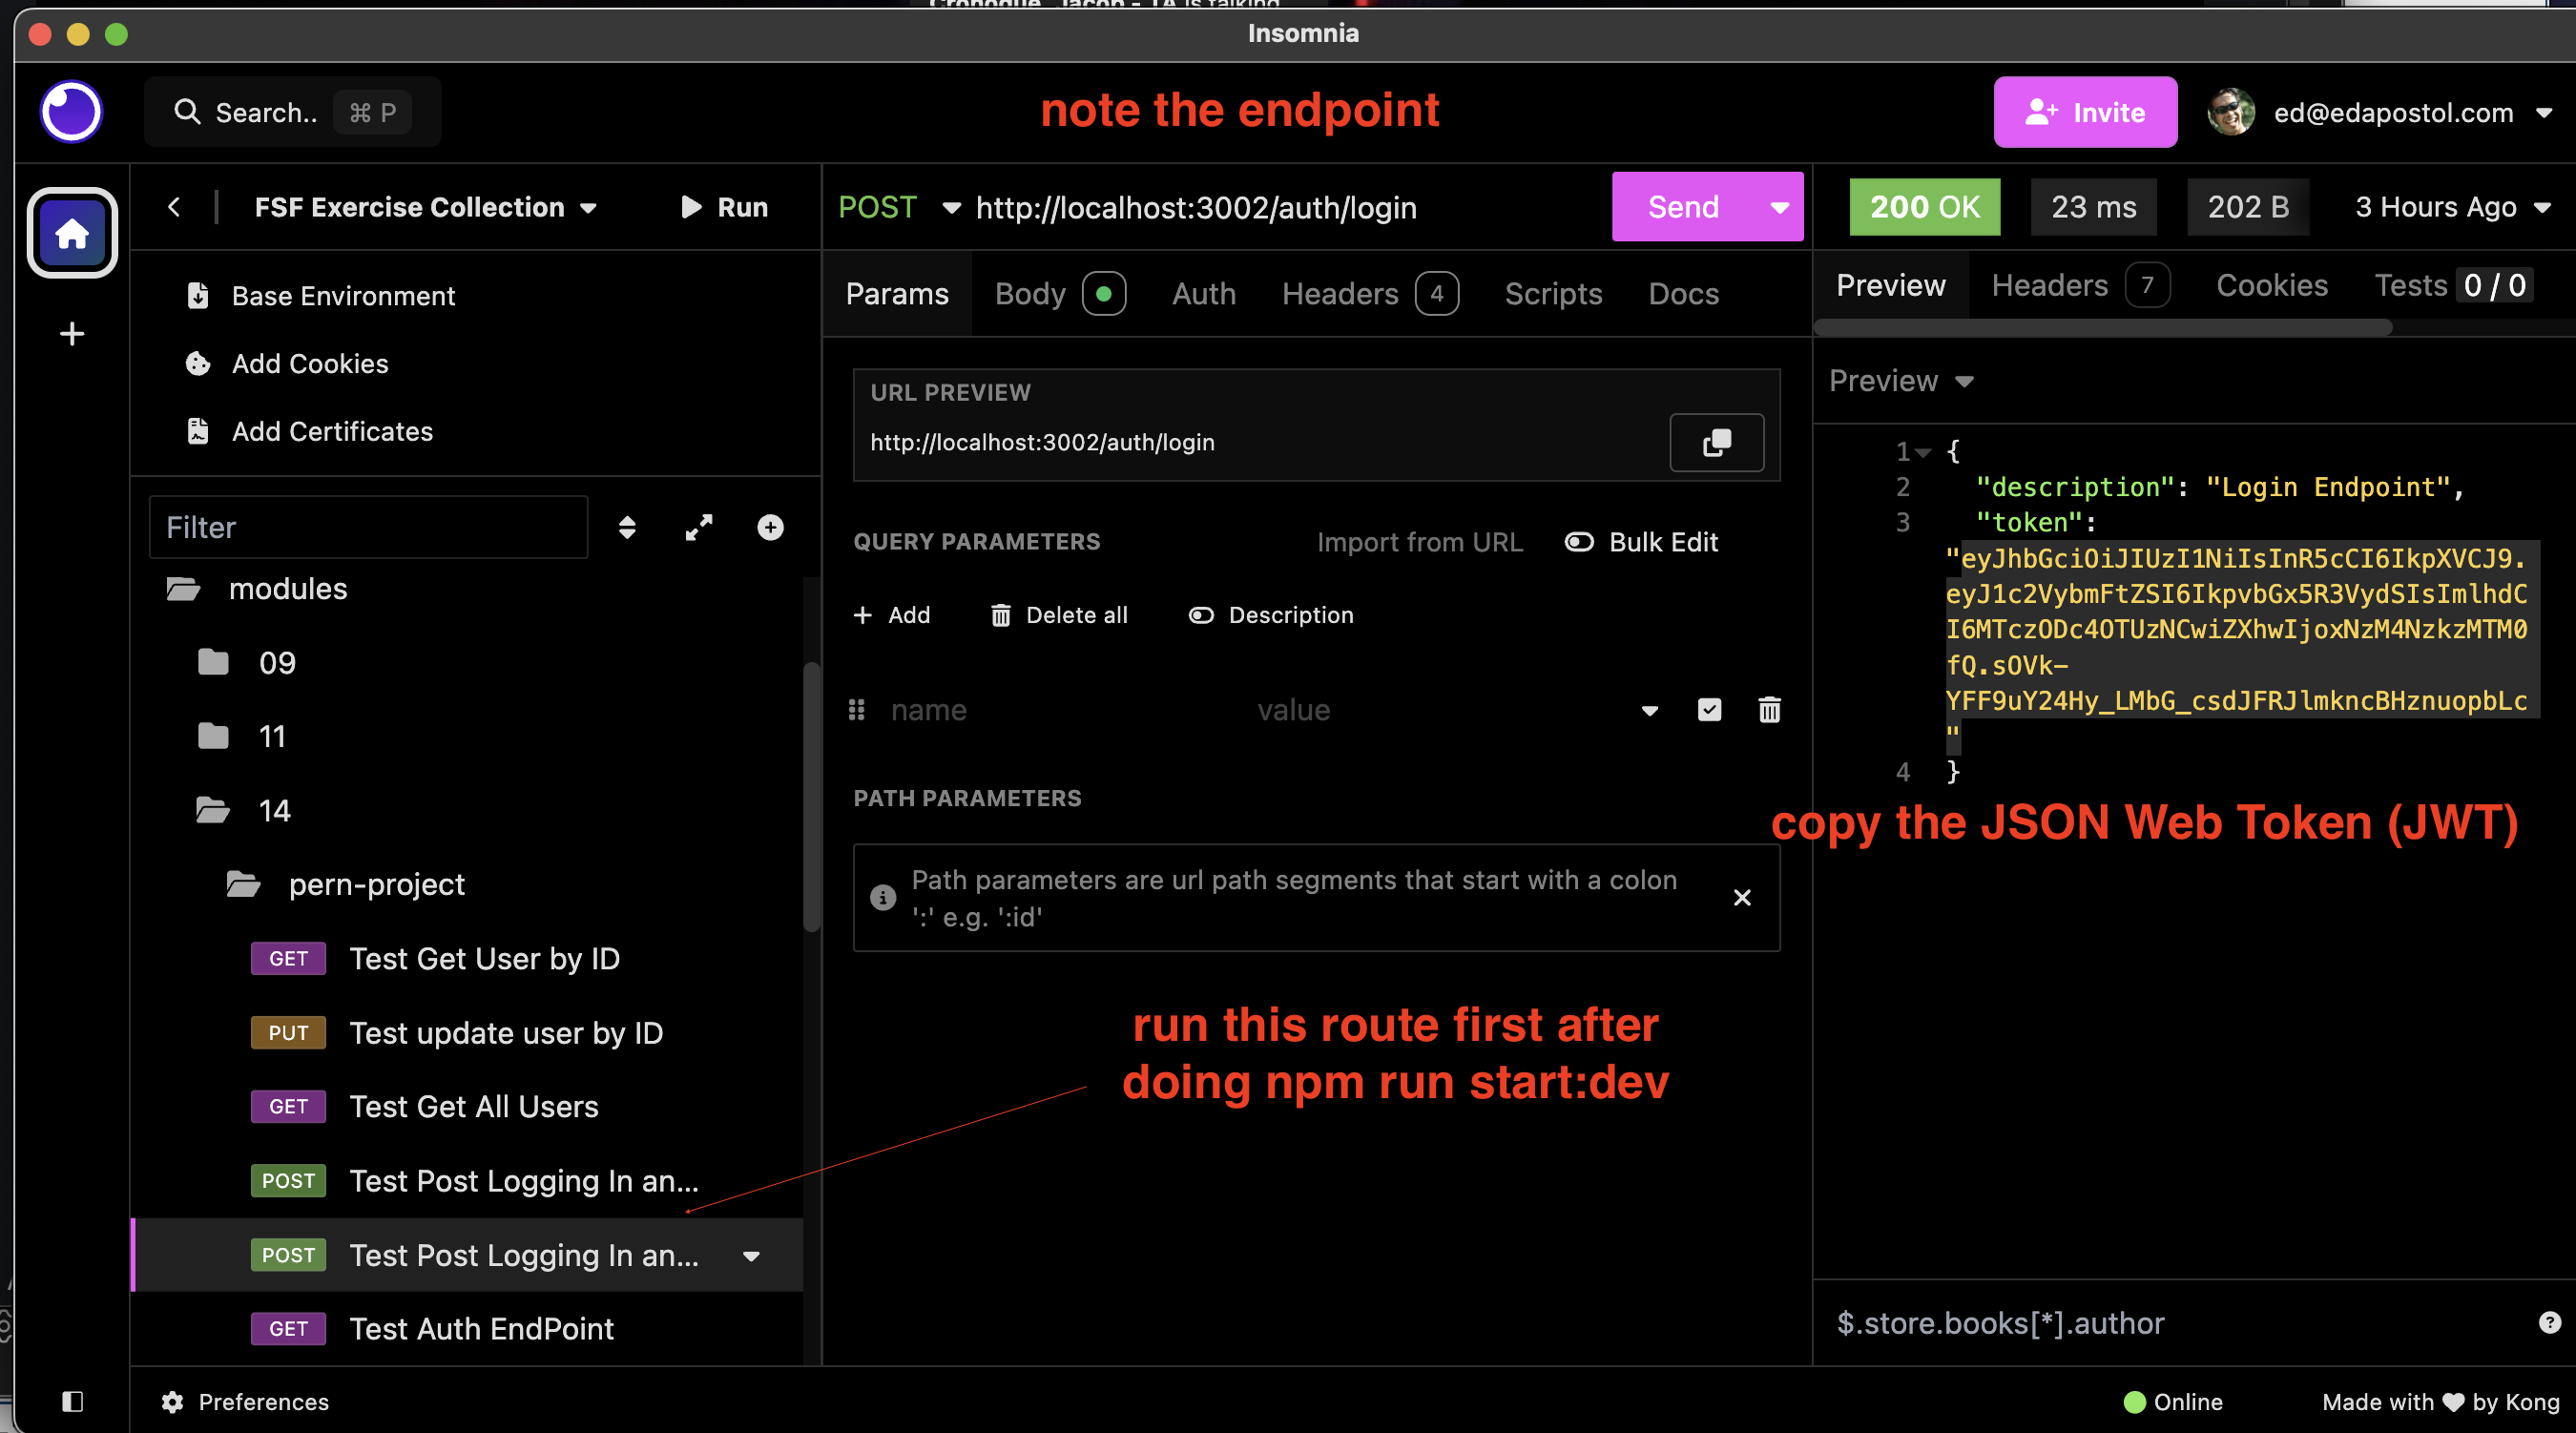 Insomnia
Search.. ⌘ P
note the endpoint
Invite
ed@edapostol.com
FSF Exercise Collection
Run
POST http://localhost:3002/auth/login
Send
200 OK
23 ms
202 B
3 Hours Ago
Base Environment
Add Cookies
Add Certificates
Filter
modules
09
11
14
pern-project
GET Test Get User by ID
PUT Test update user by ID
GET Test Get All Users
POST Test Post Logging In an...
POST Test Post Logging In an...
GET Test Auth EndPoint
Params Body Auth Headers 4 Scripts Docs
URL PREVIEW
http://localhost:3002/auth/login
QUERY PARAMETERS Import from URL Bulk Edit
+ Add Delete all Description
name value
PATH PARAMETERS
Path parameters are url path segments that start with a colon
':' e.g. ':id'
run this route first after
doing npm run start:dev
Preview Headers 7 Cookies Tests 0 / 0
Preview
1 {
2 "description": "Login Endpoint",
3 "token":
"eyJhbGciOiJIUzI1NiIsInR5cCI6IkpXVCJ9.
eyJ1c2VybmFtZSI6IkpvbGx5R3VydSIsImlhdC
I6MTczODc4OTUzNCwiZXhwIjoxNzM4NzkzMTM0
fQ.sOVk-
YFF9uY24Hy_LMbG_csdJFRJlmkncBHznuopbLc
"
4 }
copy the JSON Web Token (JWT)
$.store.books[*].author
Preferences
Online
Made with ♥ by Kong